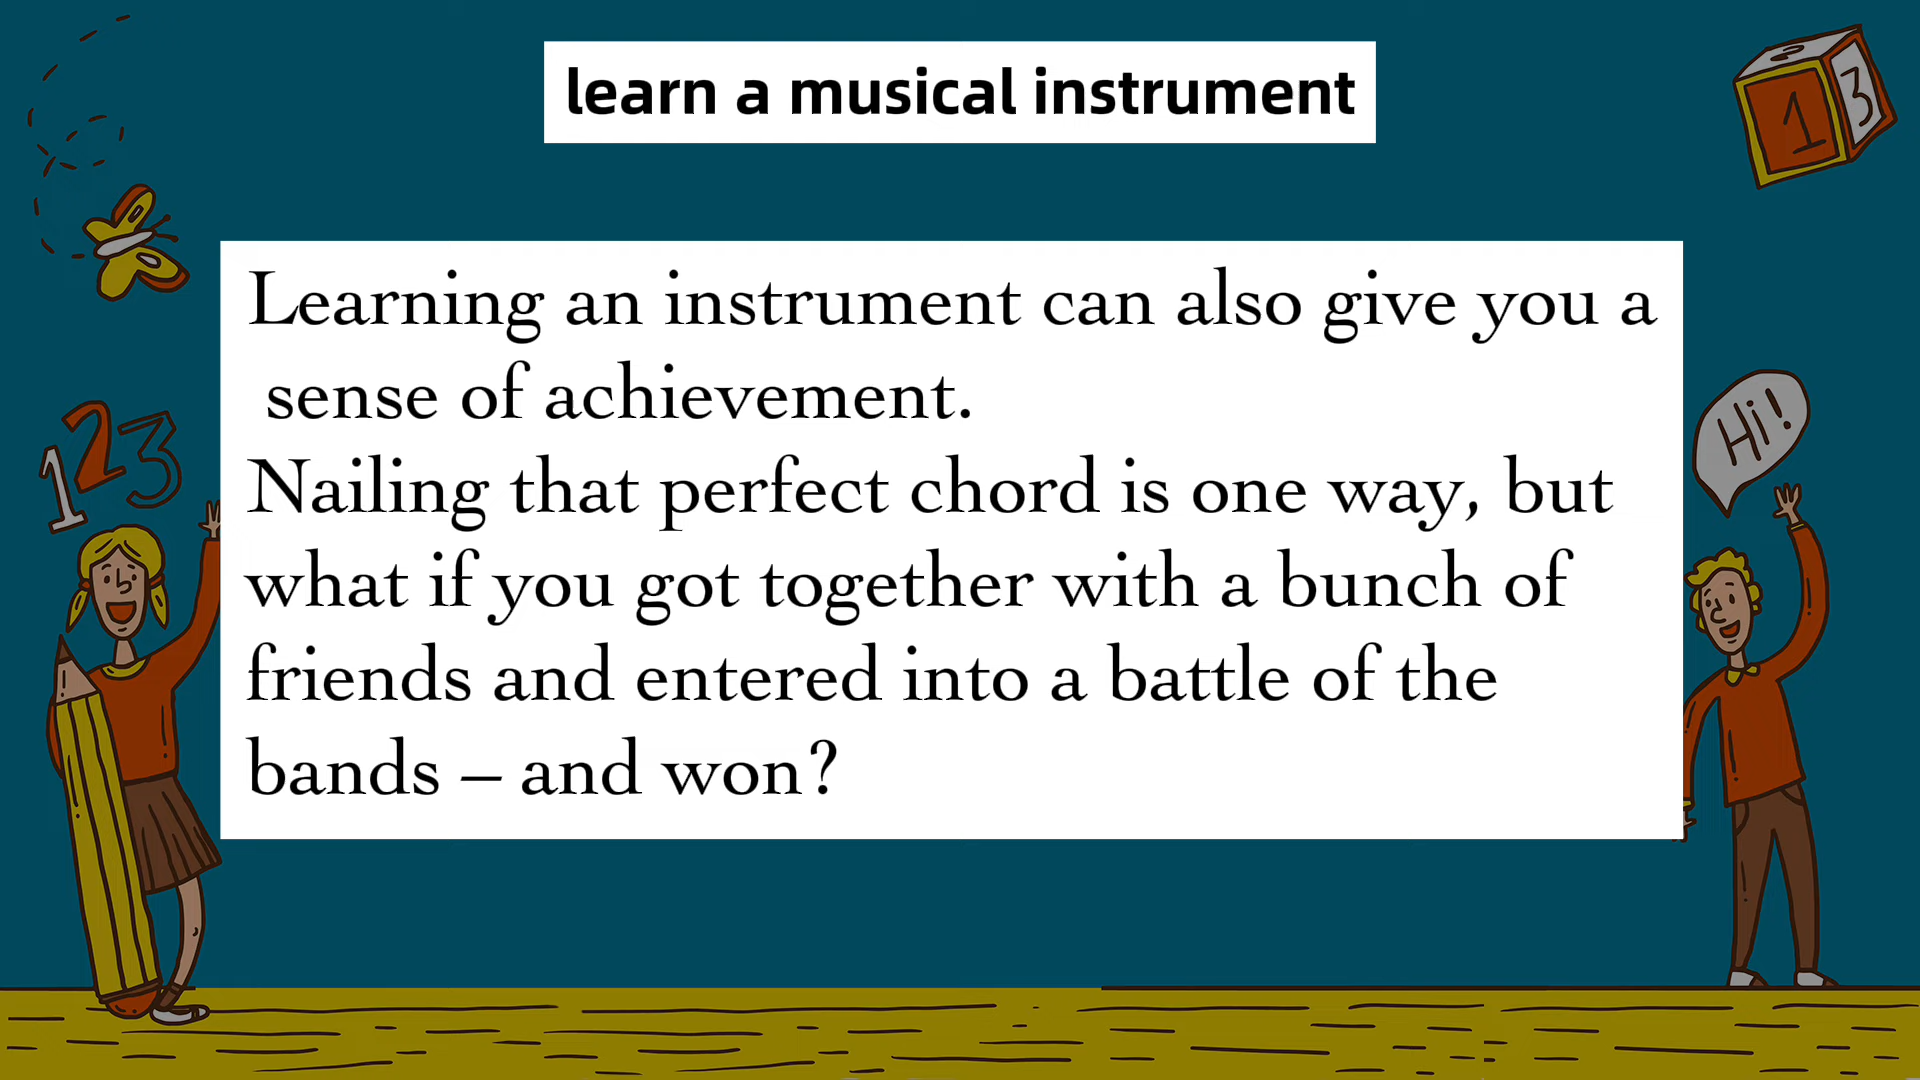 learn a musical instrument
1
3
Learning an instrument can also give you a
sense of achievement.
Nailing that perfect chord is one way, but
what if you got together with a bunch of
friends and entered into a battle of the
bands – and won?
123
Hi!